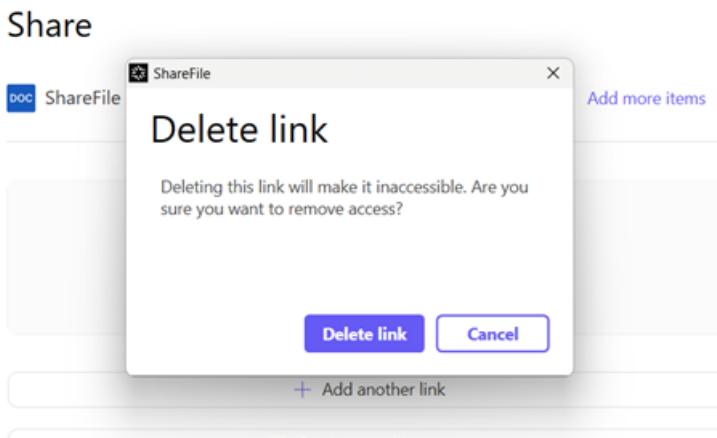 Share
ShareFile
DOC ShareFile
Add more items
Delete link
Deleting this link will make it inaccessible. Are you
sure you want to remove access?
Delete link
Cancel
+ Add another link